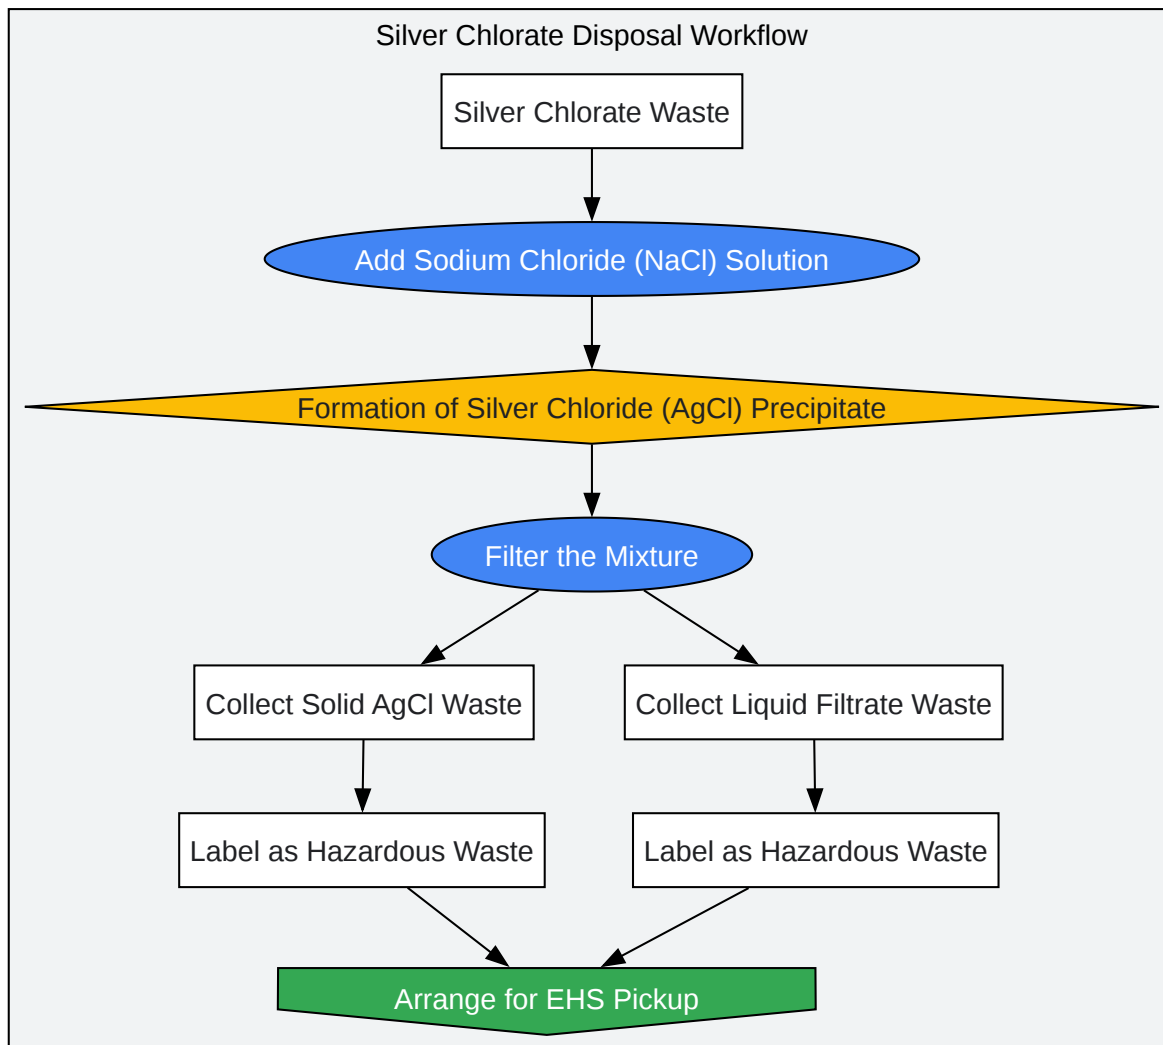 Silver Chlorate Disposal Workflow
Silver Chlorate Waste
Add Sodium Chloride (NaCl) Solution
Formation of Silver Chloride (AgCl) Precipitate
Filter the Mixture
Collect Solid AgCl Waste
Collect Liquid Filtrate Waste
Label as Hazardous Waste
Label as Hazardous Waste
Arrange for EHS Pickup